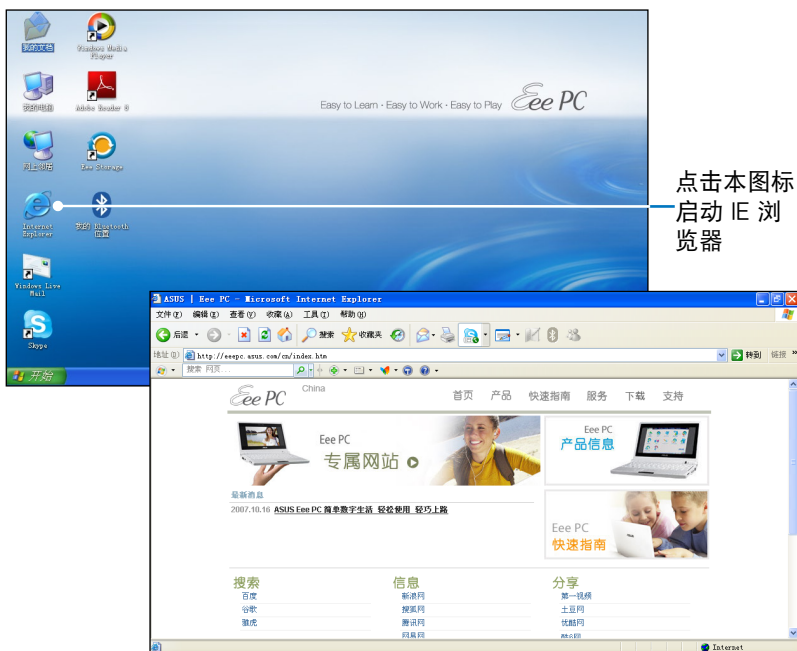 我的文档
Windows Media Player
我的电脑
Adobe Reader 8
网上邻居
Eee Storage
Internet Explorer
我的 Bluetooth 位置
Windows Live Mail
Skype
开始
Easy to Learn · Easy to Work · Easy to Play Eee PC
点击本图标
启动 IE 浏
览器
ASUS | Eee PC - Microsoft Internet Explorer
文件(F) 编辑(E) 查看(V) 收藏(A) 工具(T) 帮助(H)
后退 搜索 收藏夹
地址(D) http://eeepc.asus.com/cn/index.htm 转到 链接 »
搜索 网页...
Eee PC China
首页 产品 快速指南 服务 下载 支持
Eee PC
专属网站
Eee PC
产品信息
最新消息
2007.10.16 ASUS Eee PC 简单数字生活 轻松使用 轻巧上路
Eee PC
快速指南
搜索 信息 分享
百度 新浪网 第一视频
谷歌 搜狐网 土豆网
雅虎 腾讯网 优酷网
网易网 酷6网
Internet